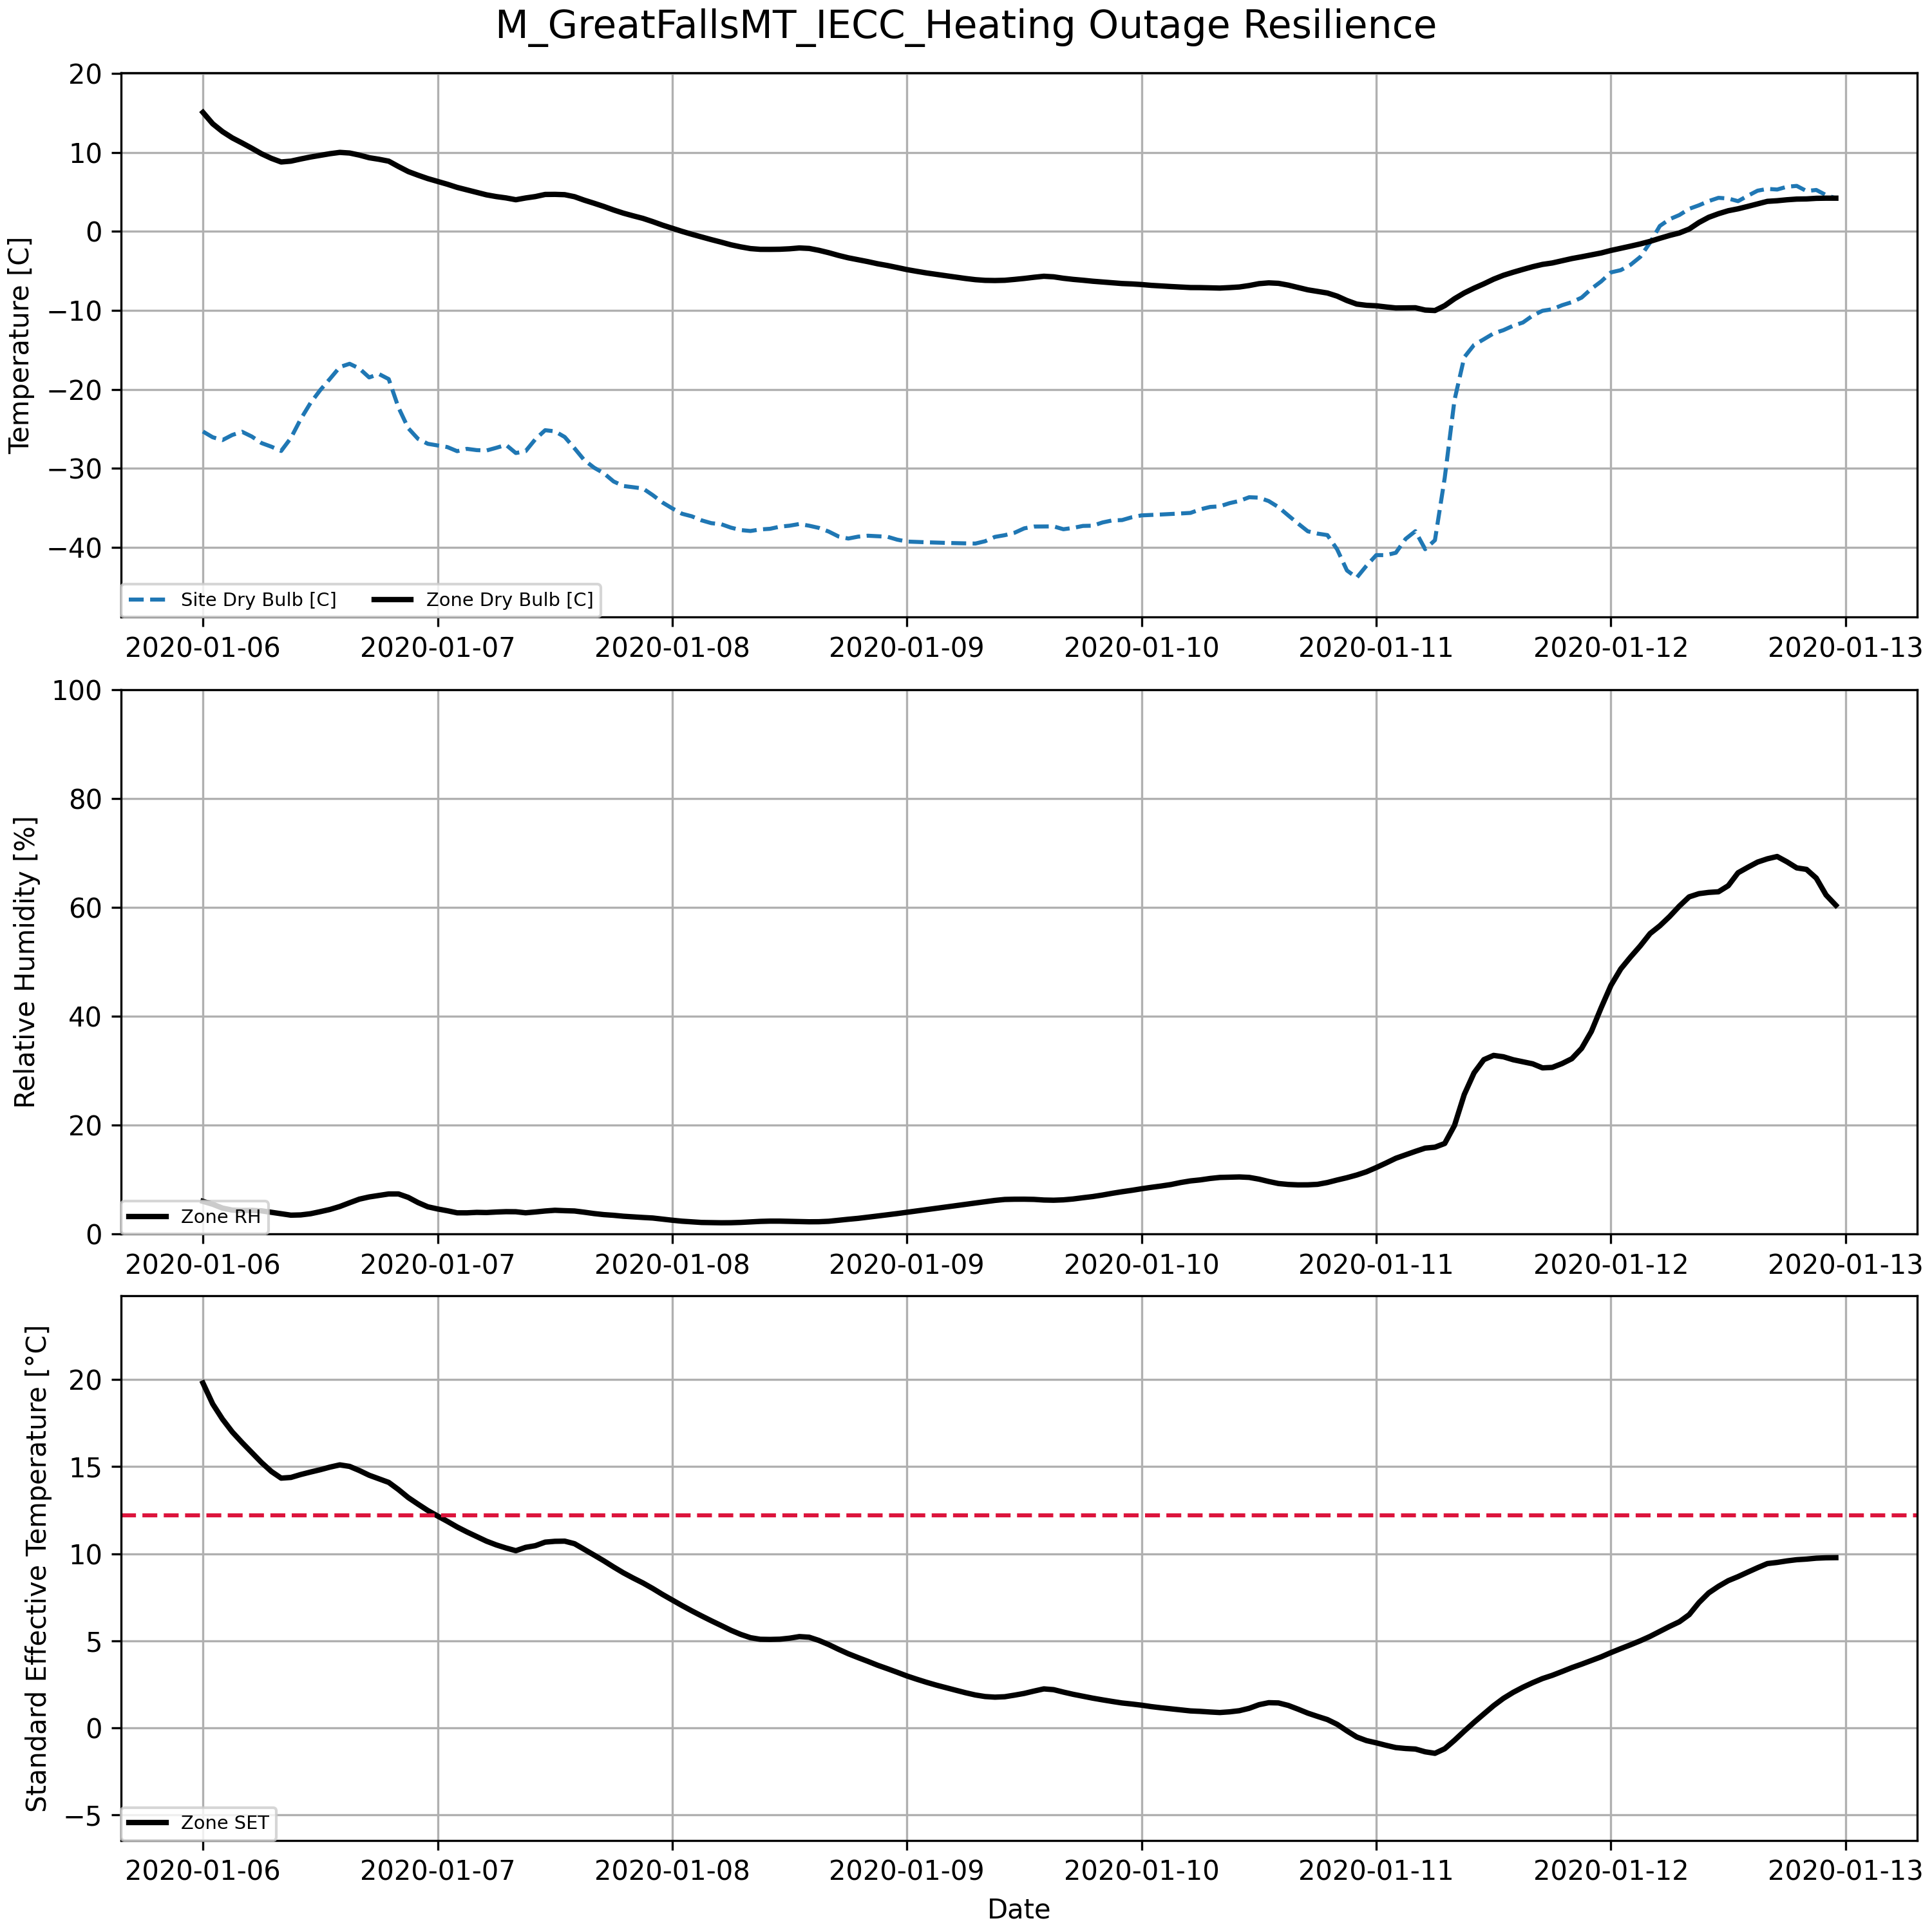 M_GreatFallsMT_IECC_Heating Outage Resilience
Temperature [C]
20
10
0
−10
−20
−30
−40
Site Dry Bulb [C] Zone Dry Bulb [C]
2020-01-06 2020-01-07 2020-01-08 2020-01-09 2020-01-10 2020-01-11 2020-01-12 2020-01-13
Relative Humidity [%]
100
80
60
40
20
0
Zone RH
2020-01-06 2020-01-07 2020-01-08 2020-01-09 2020-01-10 2020-01-11 2020-01-12 2020-01-13
Standard Effective Temperature [°C]
20
15
10
5
0
−5
Zone SET
2020-01-06 2020-01-07 2020-01-08 2020-01-09 2020-01-10 2020-01-11 2020-01-12 2020-01-13
Date